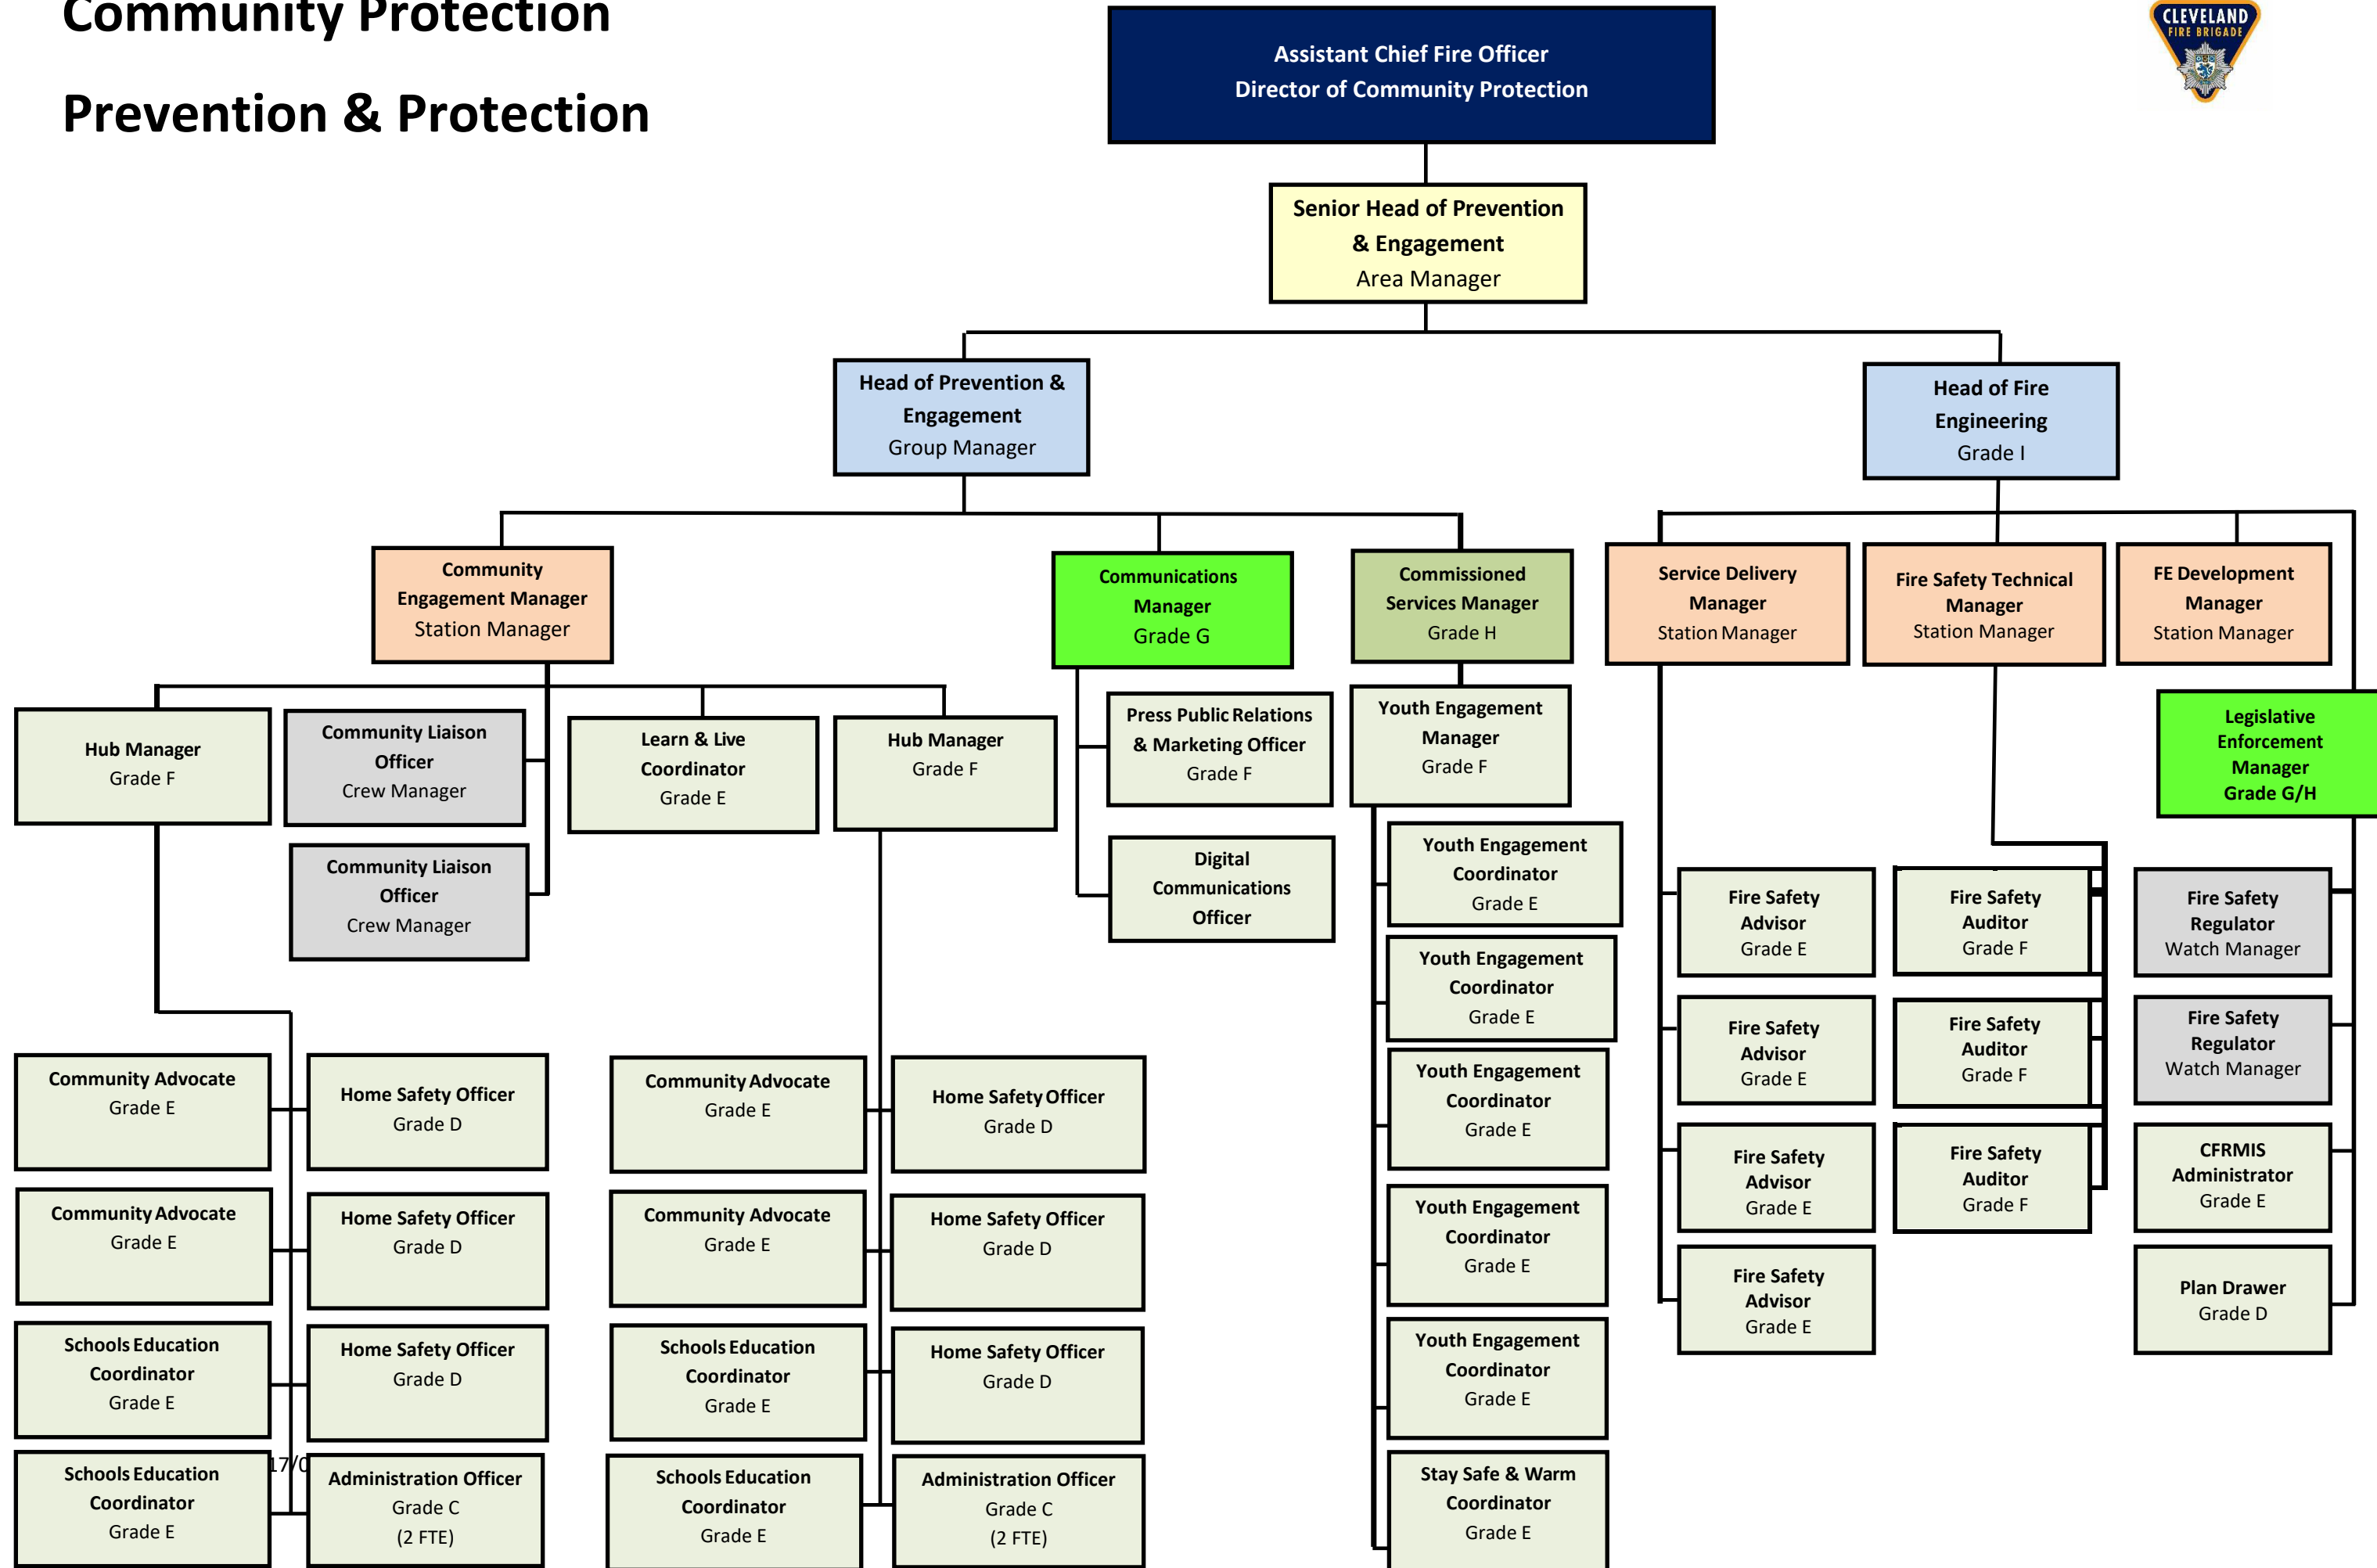 Community Protection
Prevention & Protection
CLEVELAND
FIRE BRIGADE
Assistant Chief Fire Officer
Director of Community Protection
Senior Head of Prevention
& Engagement
Area Manager
Head of Prevention &
Engagement
Group Manager
Head of Fire
Engineering
Grade I
Community
Engagement Manager
Station Manager
Communications
Manager
Grade G
Commissioned
Services Manager
Grade H
Service Delivery
Manager
Station Manager
Fire Safety Technical
Manager
Station Manager
FE Development
Manager
Station Manager
Legislative
Enforcement
Manager
Grade G/H
Hub Manager
Grade F
Community Liaison
Officer
Crew Manager
Community Liaison
Officer
Crew Manager
Learn & Live
Coordinator
Grade E
Hub Manager
Grade F
Press Public Relations
& Marketing Officer
Grade F
Digital
Communications
Officer
Youth Engagement
Manager
Grade F
Youth Engagement
Coordinator
Grade E
Youth Engagement
Coordinator
Grade E
Youth Engagement
Coordinator
Grade E
Youth Engagement
Coordinator
Grade E
Youth Engagement
Coordinator
Grade E
Stay Safe & Warm
Coordinator
Grade E
Fire Safety
Advisor
Grade E
Fire Safety
Advisor
Grade E
Fire Safety
Advisor
Grade E
Fire Safety
Advisor
Grade E
Fire Safety
Auditor
Grade F
Fire Safety
Auditor
Grade F
Fire Safety
Auditor
Grade F
Fire Safety
Regulator
Watch Manager
Fire Safety
Regulator
Watch Manager
CFRMIS
Administrator
Grade E
Plan Drawer
Grade D
Community Advocate
Grade E
Community Advocate
Grade E
Schools Education
Coordinator
Grade E
Schools Education
Coordinator
Grade E
Home Safety Officer
Grade D
Home Safety Officer
Grade D
Home Safety Officer
Grade D
Administration Officer
Grade C
(2 FTE)
Community Advocate
Grade E
Community Advocate
Grade E
Schools Education
Coordinator
Grade E
Schools Education
Coordinator
Grade E
Home Safety Officer
Grade D
Home Safety Officer
Grade D
Home Safety Officer
Grade D
Administration Officer
Grade C
(2 FTE)